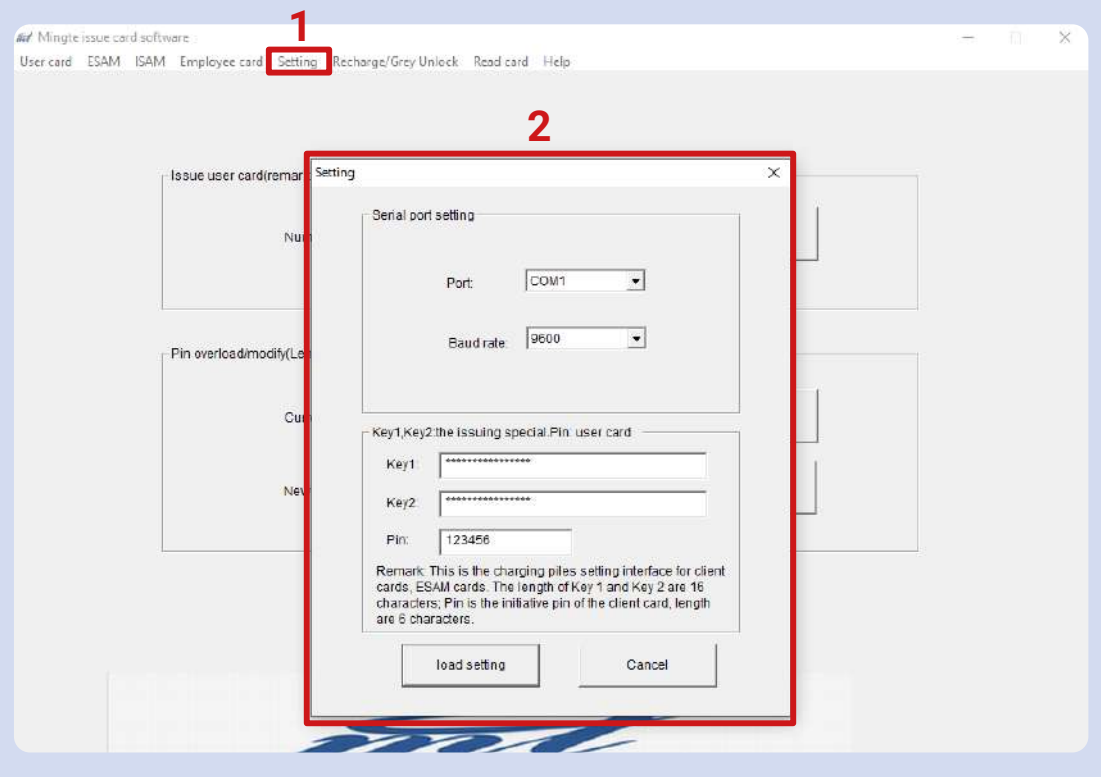 1
Mingte issue card software
User card ESAM ISAM Employee card Setting Recharge/Grey Unlock Read card Help
2
Issue user card(remar
Setting
Serial port setting
Num
Port: COM1
Baud rate: 9600
Pin overload/modify(Len
Cur
Key1,Key2:the issuing special.Pin: user card
Key1: ****************
New
Key2: ****************
Pin: 123456
Remark: This is the charging piles setting interface for client
cards, ESAM cards. The length of Key 1 and Key 2 are 16
characters; Pin is the initiative pin of the client card, length
are 6 characters.
load setting Cancel